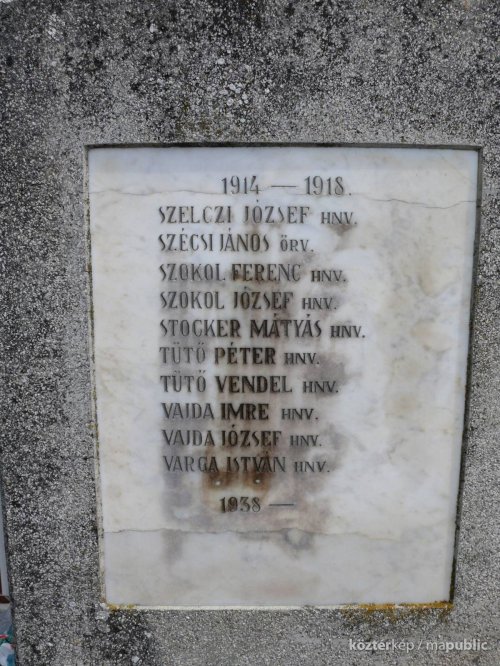 1914 — 1918.
SZELCZI JÓZSEF HNV.
SZÉCSI JÁNOS ÖRV.
SZOKOL FERENC HNV.
SZOKOL JÓZSEF HNV.
STOCKER MÁTYÁS HNV.
TÜTŐ PÉTER HNV.
TÜTŐ VENDEL HNV.
VAJDA IMRE HNV.
VAJDA JÓZSEF HNV.
VARGA ISTVÁN HNV.
1938 —
köztérkép / mapublic